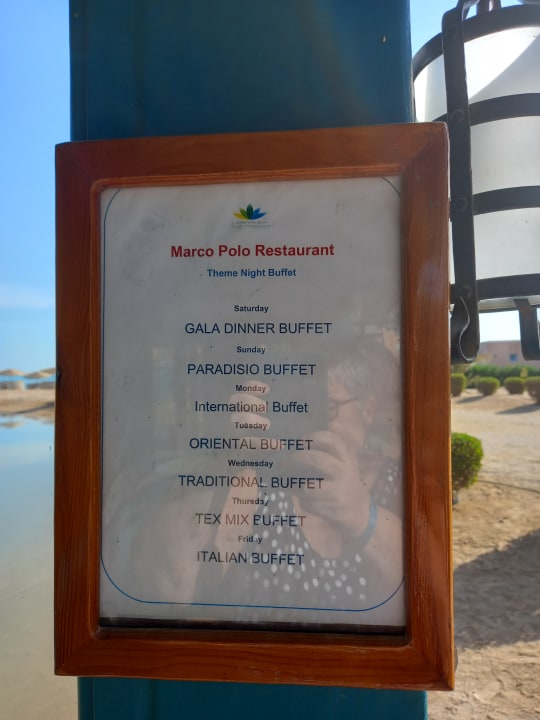 Marco Polo Restaurant
Theme Night Buffet
Saturday
GALA DINNER BUFFET
Sunday
PARADISIO BUFFET
Monday
International Buffet
Tuesday
ORIENTAL BUFFET
Wednesday
TRADITIONAL BUFFET
Thursday
TEX MIX BUFFET
Friday
ITALIAN BUFFET